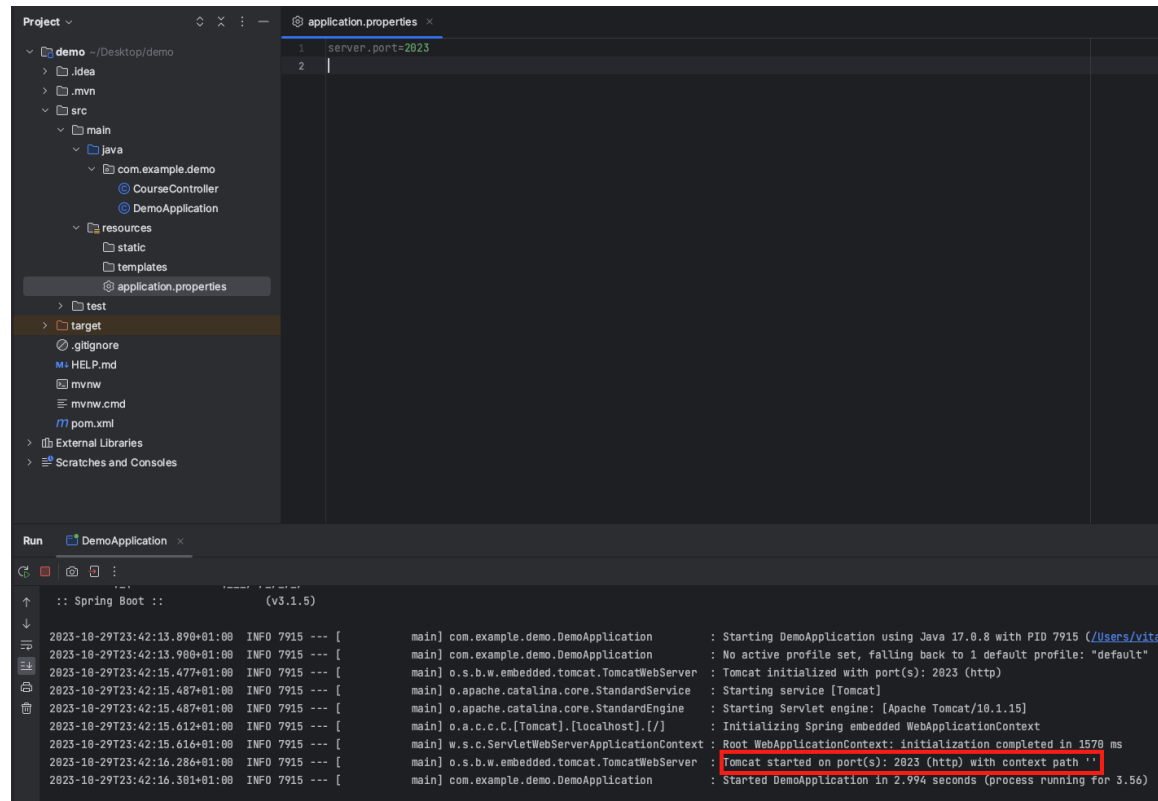 Project
application.properties
demo ~/Desktop/demo
.idea
.mvn
src
main
java
com.example.demo
CourseController
DemoApplication
resources
static
templates
application.properties
test
target
.gitignore
HELP.md
mvnw
mvnw.cmd
pom.xml
External Libraries
Scratches and Consoles
1 server.port=2023
2
Run DemoApplication
:: Spring Boot :: (v3.1.5)
2023-10-29T23:42:13.890+01:00 INFO 7915 --- [ main] com.example.demo.DemoApplication : Starting DemoApplication using Java 17.0.8 with PID 7915 (/Users/vita
2023-10-29T23:42:13.900+01:00 INFO 7915 --- [ main] com.example.demo.DemoApplication : No active profile set, falling back to 1 default profile: "default"
2023-10-29T23:42:15.477+01:00 INFO 7915 --- [ main] o.s.b.w.embedded.tomcat.TomcatWebServer : Tomcat initialized with port(s): 2023 (http)
2023-10-29T23:42:15.487+01:00 INFO 7915 --- [ main] o.apache.catalina.core.StandardService : Starting service [Tomcat]
2023-10-29T23:42:15.487+01:00 INFO 7915 --- [ main] o.apache.catalina.core.StandardEngine : Starting Servlet engine: [Apache Tomcat/10.1.15]
2023-10-29T23:42:15.612+01:00 INFO 7915 --- [ main] o.a.c.c.C.[Tomcat].[localhost].[/] : Initializing Spring embedded WebApplicationContext
2023-10-29T23:42:15.616+01:00 INFO 7915 --- [ main] w.s.c.ServletWebServerApplicationContext : Root WebApplicationContext: initialization completed in 1570 ms
2023-10-29T23:42:16.286+01:00 INFO 7915 --- [ main] o.s.b.w.embedded.tomcat.TomcatWebServer : Tomcat started on port(s): 2023 (http) with context path ''
2023-10-29T23:42:16.301+01:00 INFO 7915 --- [ main] com.example.demo.DemoApplication : Started DemoApplication in 2.994 seconds (process running for 3.56)